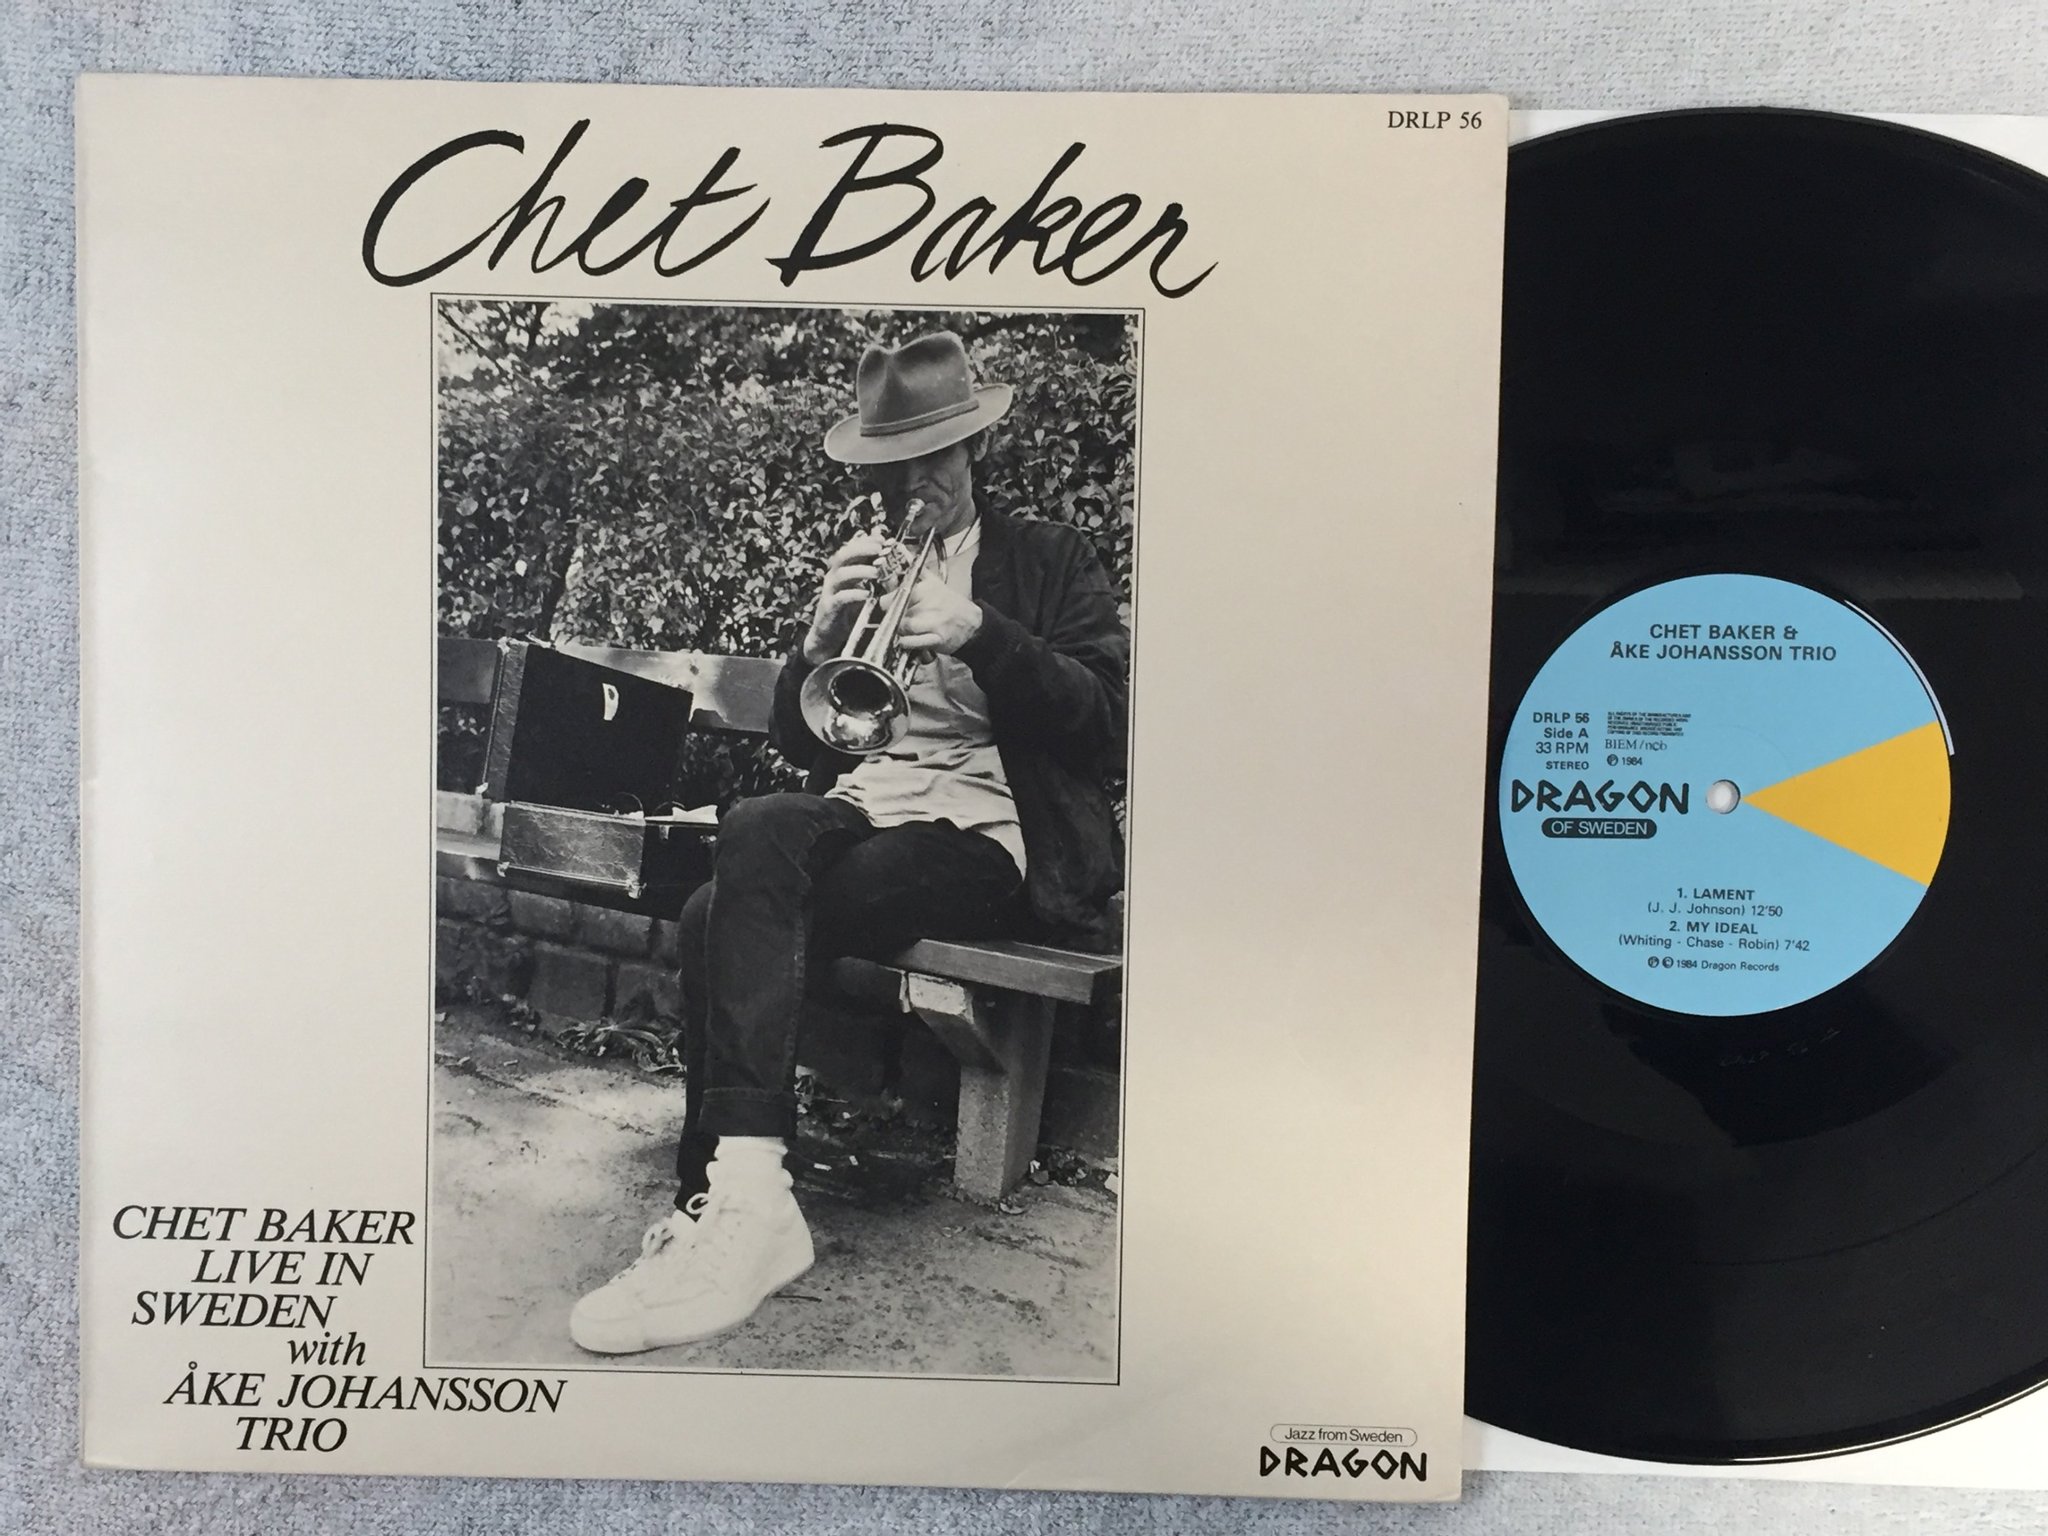 DRLP 56
Chet Baker
CHET BAKER
LIVE IN
SWEDEN
with
ÅKE JOHANSSON
TRIO
Jazz from Sweden
DRAGON
CHET BAKER &
ÅKE JOHANSSON TRIO
DRLP 56
Side A
33 RPM
STEREO
BIEM/ncb
℗ 1984
DRAGON
OF SWEDEN
1. LAMENT
(J. J. Johnson) 12'50
2. MY IDEAL
(Whiting - Chase - Robin) 7'42
℗ © 1984 Dragon Records